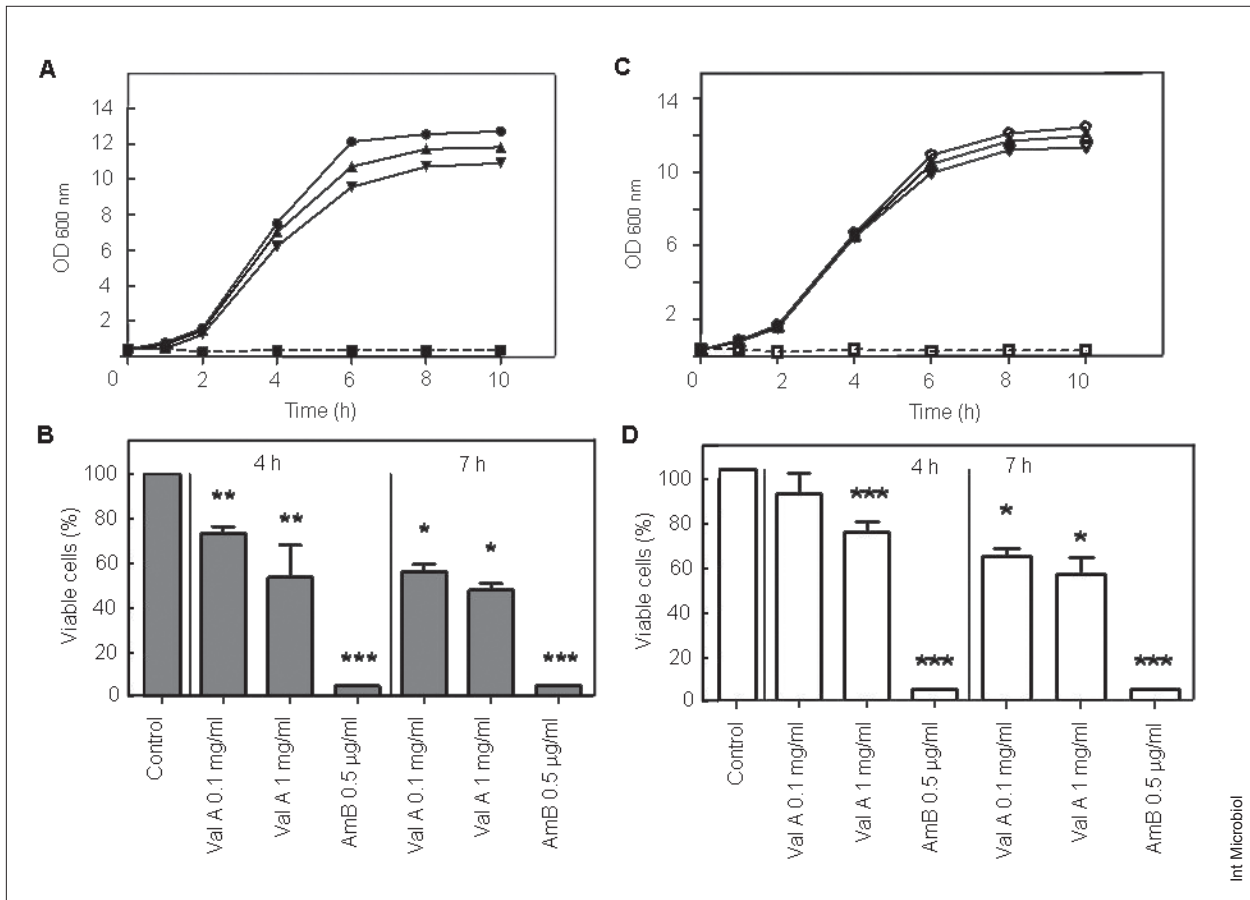 A
14
12
10
8
6
4
2
OD 600 nm
0 2 4 6 8 10
Time (h)
C
14
10
6
2
OD 600 nm
0 2 4 6 8 10
Time (h)
B
4 h 7 h
100
80
60
40
20
0
Viable cells (%)
** ** *** * * ***
Control
Val A 0.1 mg/ml
Val A 1 mg/ml
AmB 0.5 µg/ml
Val A 0.1 mg/ml
Val A 1 mg/ml
AmB 0.5 µg/ml
D
4 h 7 h
100
80
60
40
20
0
Viable cells (%)
*** *** * * ***
Control
Val A 0.1 mg/ml
Val A 1 mg/ml
AmB 0.5 µg/ml
Val A 0.1 mg/ml
Val A 1 mg/ml
AmB 0.5 µg/ml
Int Microbiol